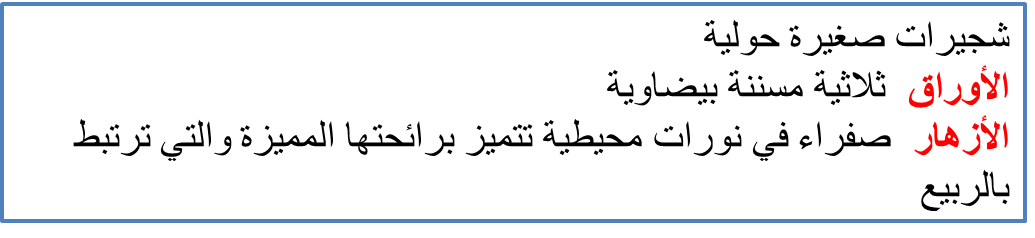 شجيرات صغيرة حولية
الأوراق ثلاثية مسننة بيضاوية
الأزهار صفراء في نورات محيطية تتميز برائحتها المميزة والتي ترتبط
بالربيع